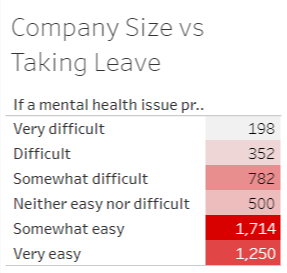 Company Size vs
Taking Leave
If a mental health issue pr..
Very difficult 198
Difficult 352
Somewhat difficult 782
Neither easy nor difficult 500
Somewhat easy 1,714
Very easy 1,250